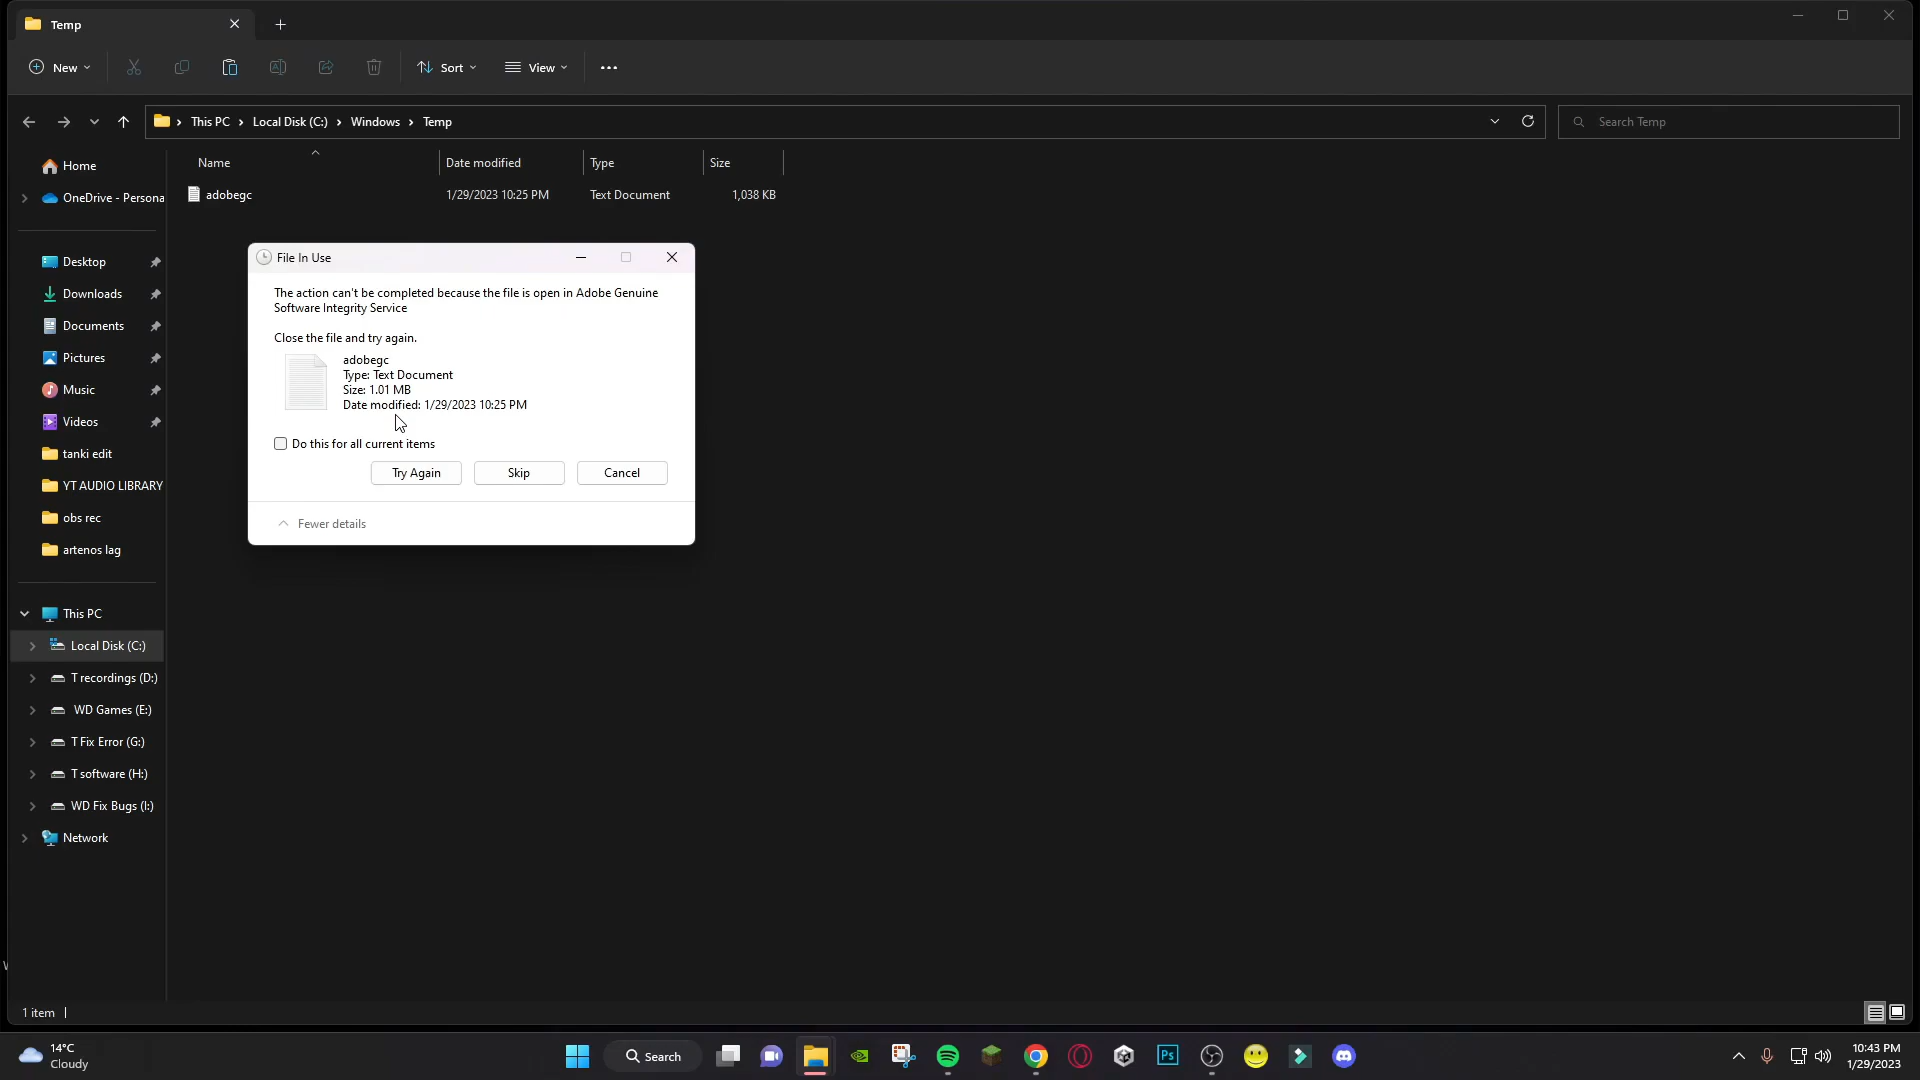 Temp
New
Sort
View
This PC > Local Disk (C:) > Windows > Temp
Search Temp
Name
Date modified
Type
Size
adobegc
1/29/2023 10:25 PM
Text Document
1,038 KB
Home
OneDrive - Persona
Desktop
Downloads
Documents
Pictures
Music
Videos
tanki edit
YT AUDIO LIBRARY
obs rec
artenos lag
This PC
Local Disk (C:)
T recordings (D:)
WD Games (E:)
T Fix Error (G:)
T software (H:)
WD Fix Bugs (I:)
Network
File In Use
The action can't be completed because the file is open in Adobe Genuine
Software Integrity Service
Close the file and try again.
adobegc
Type: Text Document
Size: 1.01 MB
Date modified: 1/29/2023 10:25 PM
Do this for all current items
Try Again
Skip
Cancel
Fewer details
1 item
14°C
Cloudy
Search
Ps
10:43 PM
1/29/2023